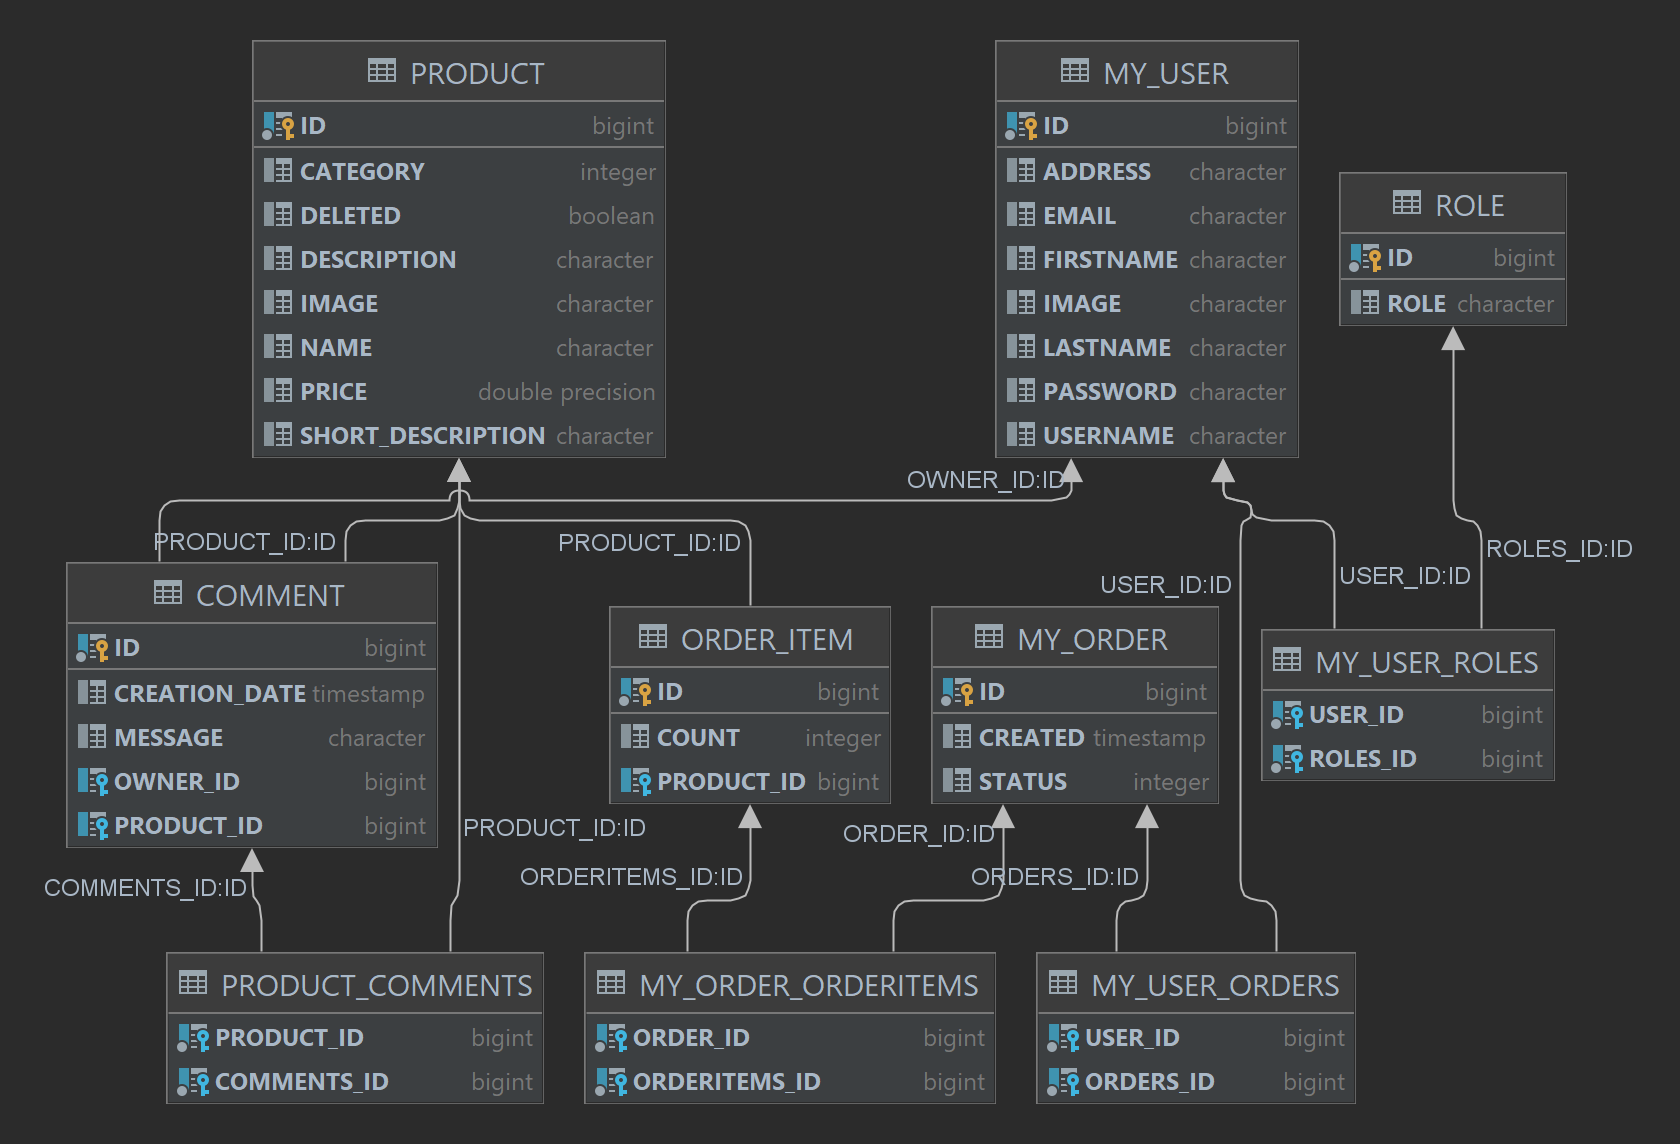 PRODUCT
ID bigint
CATEGORY integer
DELETED boolean
DESCRIPTION character
IMAGE character
NAME character
PRICE double precision
SHORT_DESCRIPTION character
MY_USER
ID bigint
ADDRESS character
EMAIL character
FIRSTNAME character
IMAGE character
LASTNAME character
PASSWORD character
USERNAME character
ROLE
ID bigint
ROLE character
OWNER_ID:ID
PRODUCT_ID:ID
PRODUCT_ID:ID
USER_ID:ID
USER_ID:ID
ROLES_ID:ID
COMMENT
ID bigint
CREATION_DATE timestamp
MESSAGE character
OWNER_ID bigint
PRODUCT_ID bigint
ORDER_ITEM
ID bigint
COUNT integer
PRODUCT_ID bigint
MY_ORDER
ID bigint
CREATED timestamp
STATUS integer
MY_USER_ROLES
USER_ID bigint
ROLES_ID bigint
COMMENTS_ID:ID
PRODUCT_ID:ID
ORDERITEMS_ID:ID
ORDER_ID:ID
ORDERS_ID:ID
PRODUCT_COMMENTS
PRODUCT_ID bigint
COMMENTS_ID bigint
MY_ORDER_ORDERITEMS
ORDER_ID bigint
ORDERITEMS_ID bigint
MY_USER_ORDERS
USER_ID bigint
ORDERS_ID bigint